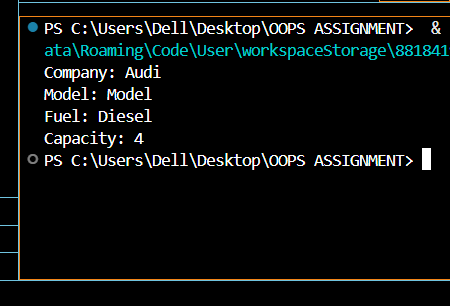 PS C:\Users\Dell\Desktop\OOPS ASSIGNMENT> &
ata\Roaming\Code\User\workspaceStorage\881841
Company: Audi
Model: Model
Fuel: Diesel
Capacity: 4
PS C:\Users\Dell\Desktop\OOPS ASSIGNMENT>